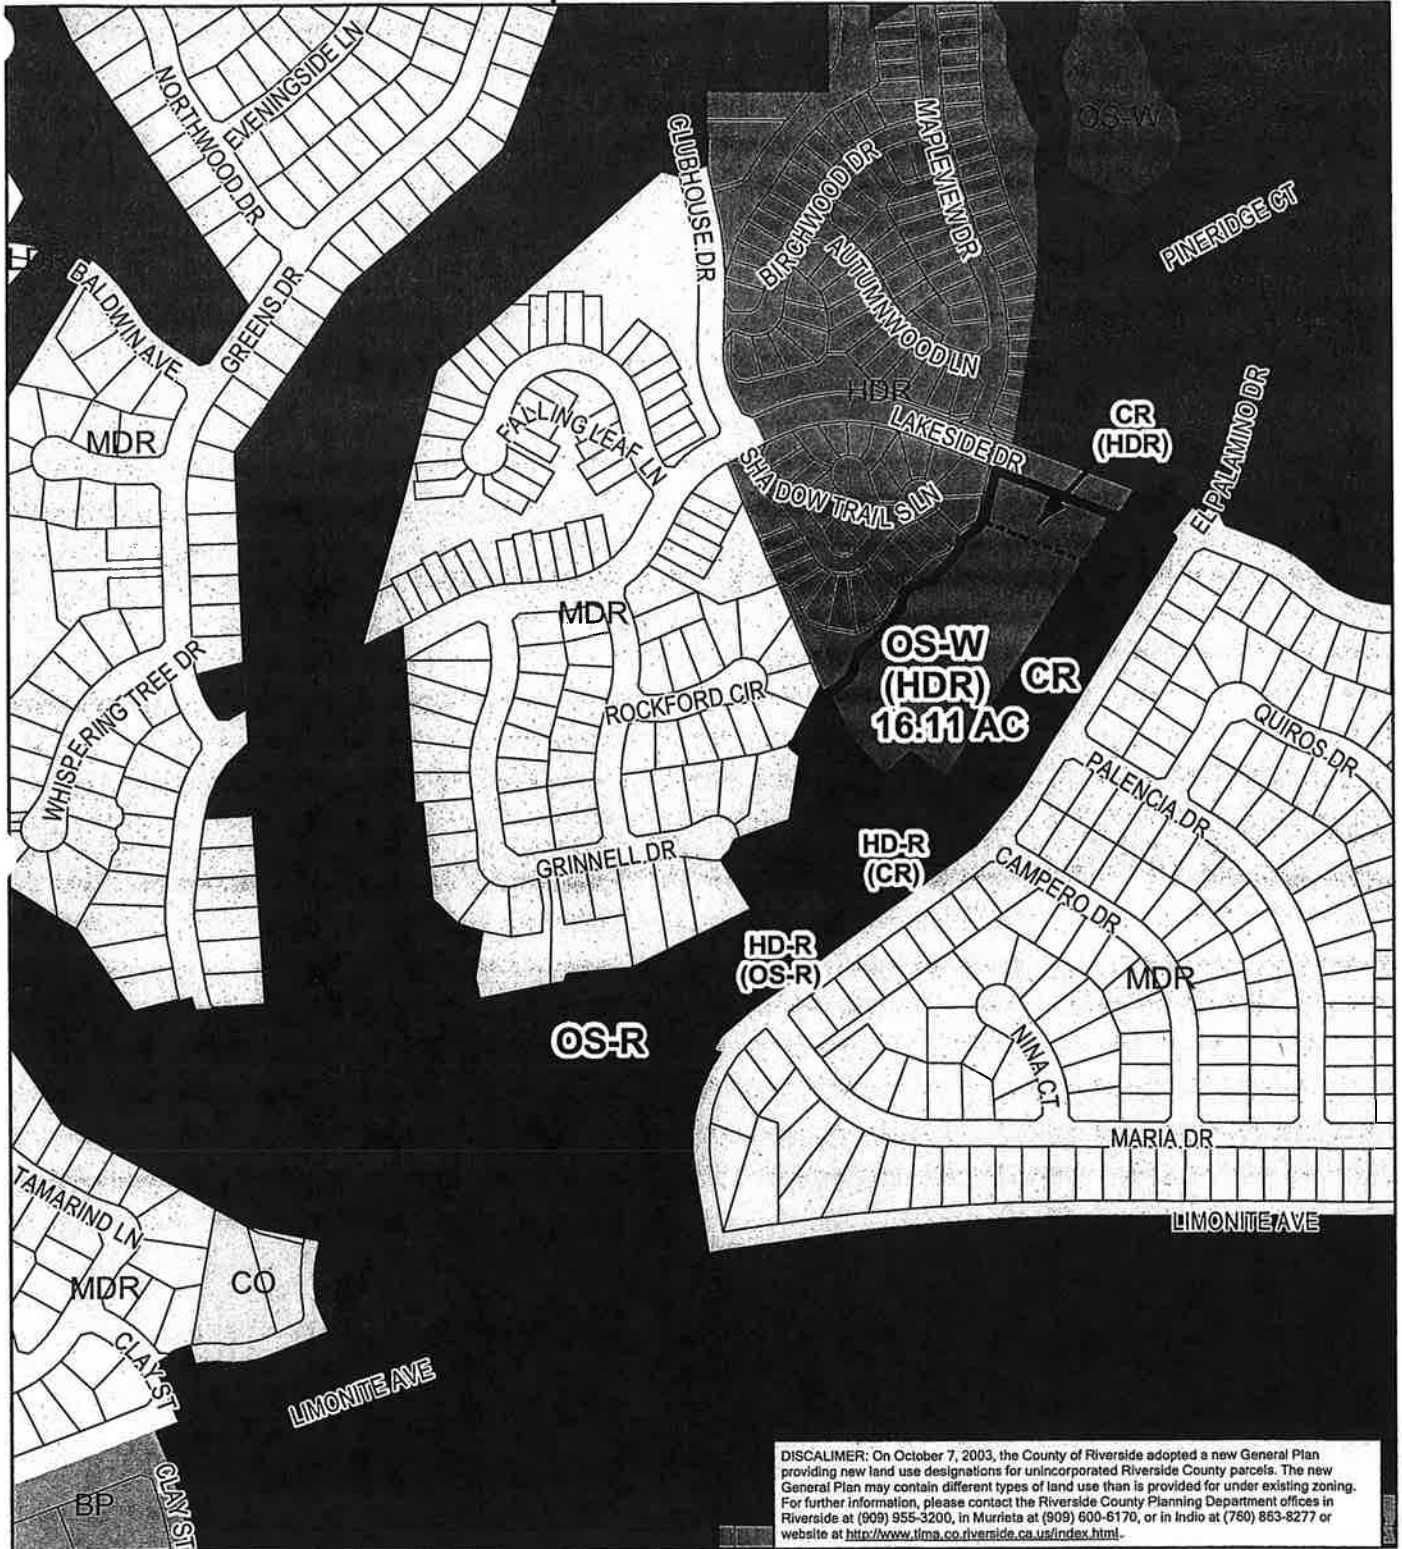 EVENINGSIDE LN
NORTHWOOD DR
CLUBHOUSE DR
MAPLEVIEW DR
OS-W
BIRCHWOOD DR
PINERIDGE CT
BALDWIN AVE
GREENS DR
AUTUMNWOOD LN
HDR
EL PALAMINO DR
MDR
FALLING LEAF LN
LAKESIDE DR
CR
(HDR)
SHADOW TRAILS LN
MDR
OS-W
(HDR)
16.11 AC
CR
WHISPERING TREE DR
ROCKFORD CIR
QUIROS DR
PALENCIA DR
GRINNELL DR
HD-R
(CR)
CAMPERO DR
HD-R
(OS-R)
MDR
OS-R
NINA CT
MARIA DR
TAMARIND LN
LIMONITE AVE
MDR
CO
CLAY ST
LIMONITE AVE
BP
CLAY ST
DISCALIMER: On October 7, 2003, the County of Riverside adopted a new General Plan
providing new land use designations for unincorporated Riverside County parcels. The new
General Plan may contain different types of land use than is provided for under existing zoning.
For further information, please contact the Riverside County Planning Department offices in
Riverside at (909) 955-3200, in Murrieta at (909) 600-6170, or in Indio at (760) 863-8277 or
website at http://www.tlma.co.riverside.ca.us/index.html.